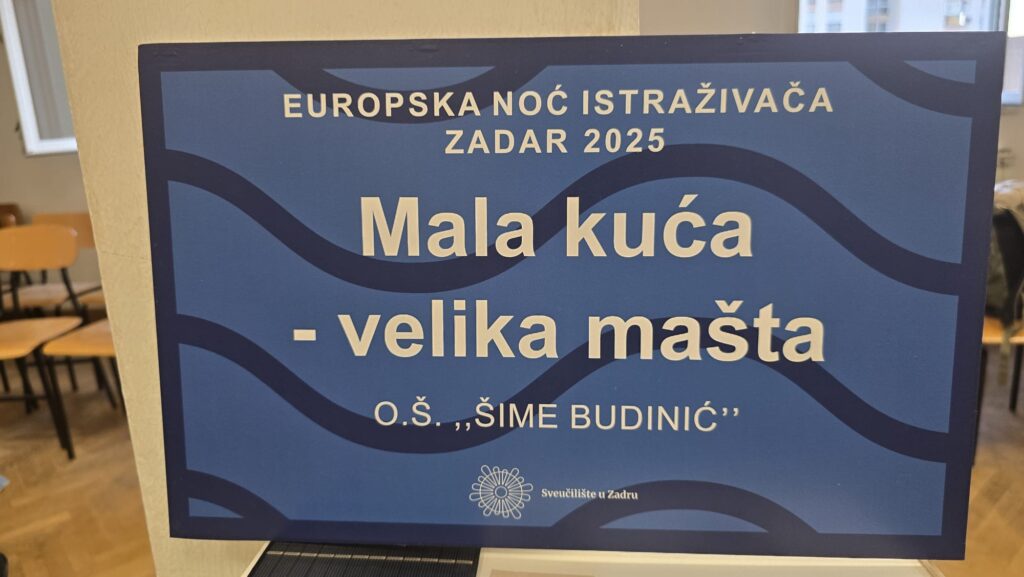 EUROPSKA NOĆ ISTRAŽIVAČA
ZADAR 2025
Mala kuća
- velika mašta
O.Š. ,,ŠIME BUDINIĆ’’
Sveučilište u Zadru